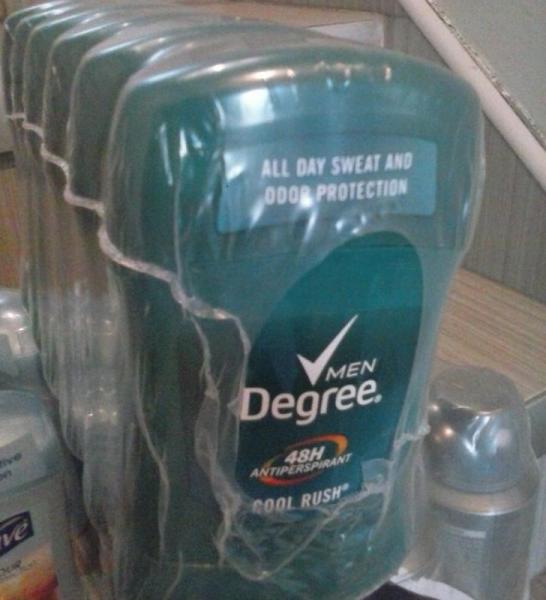 ALL DAY SWEAT AND
ODOR PROTECTION
MEN
Degree®
48H
ANTIPERSPIRANT
COOL RUSH®